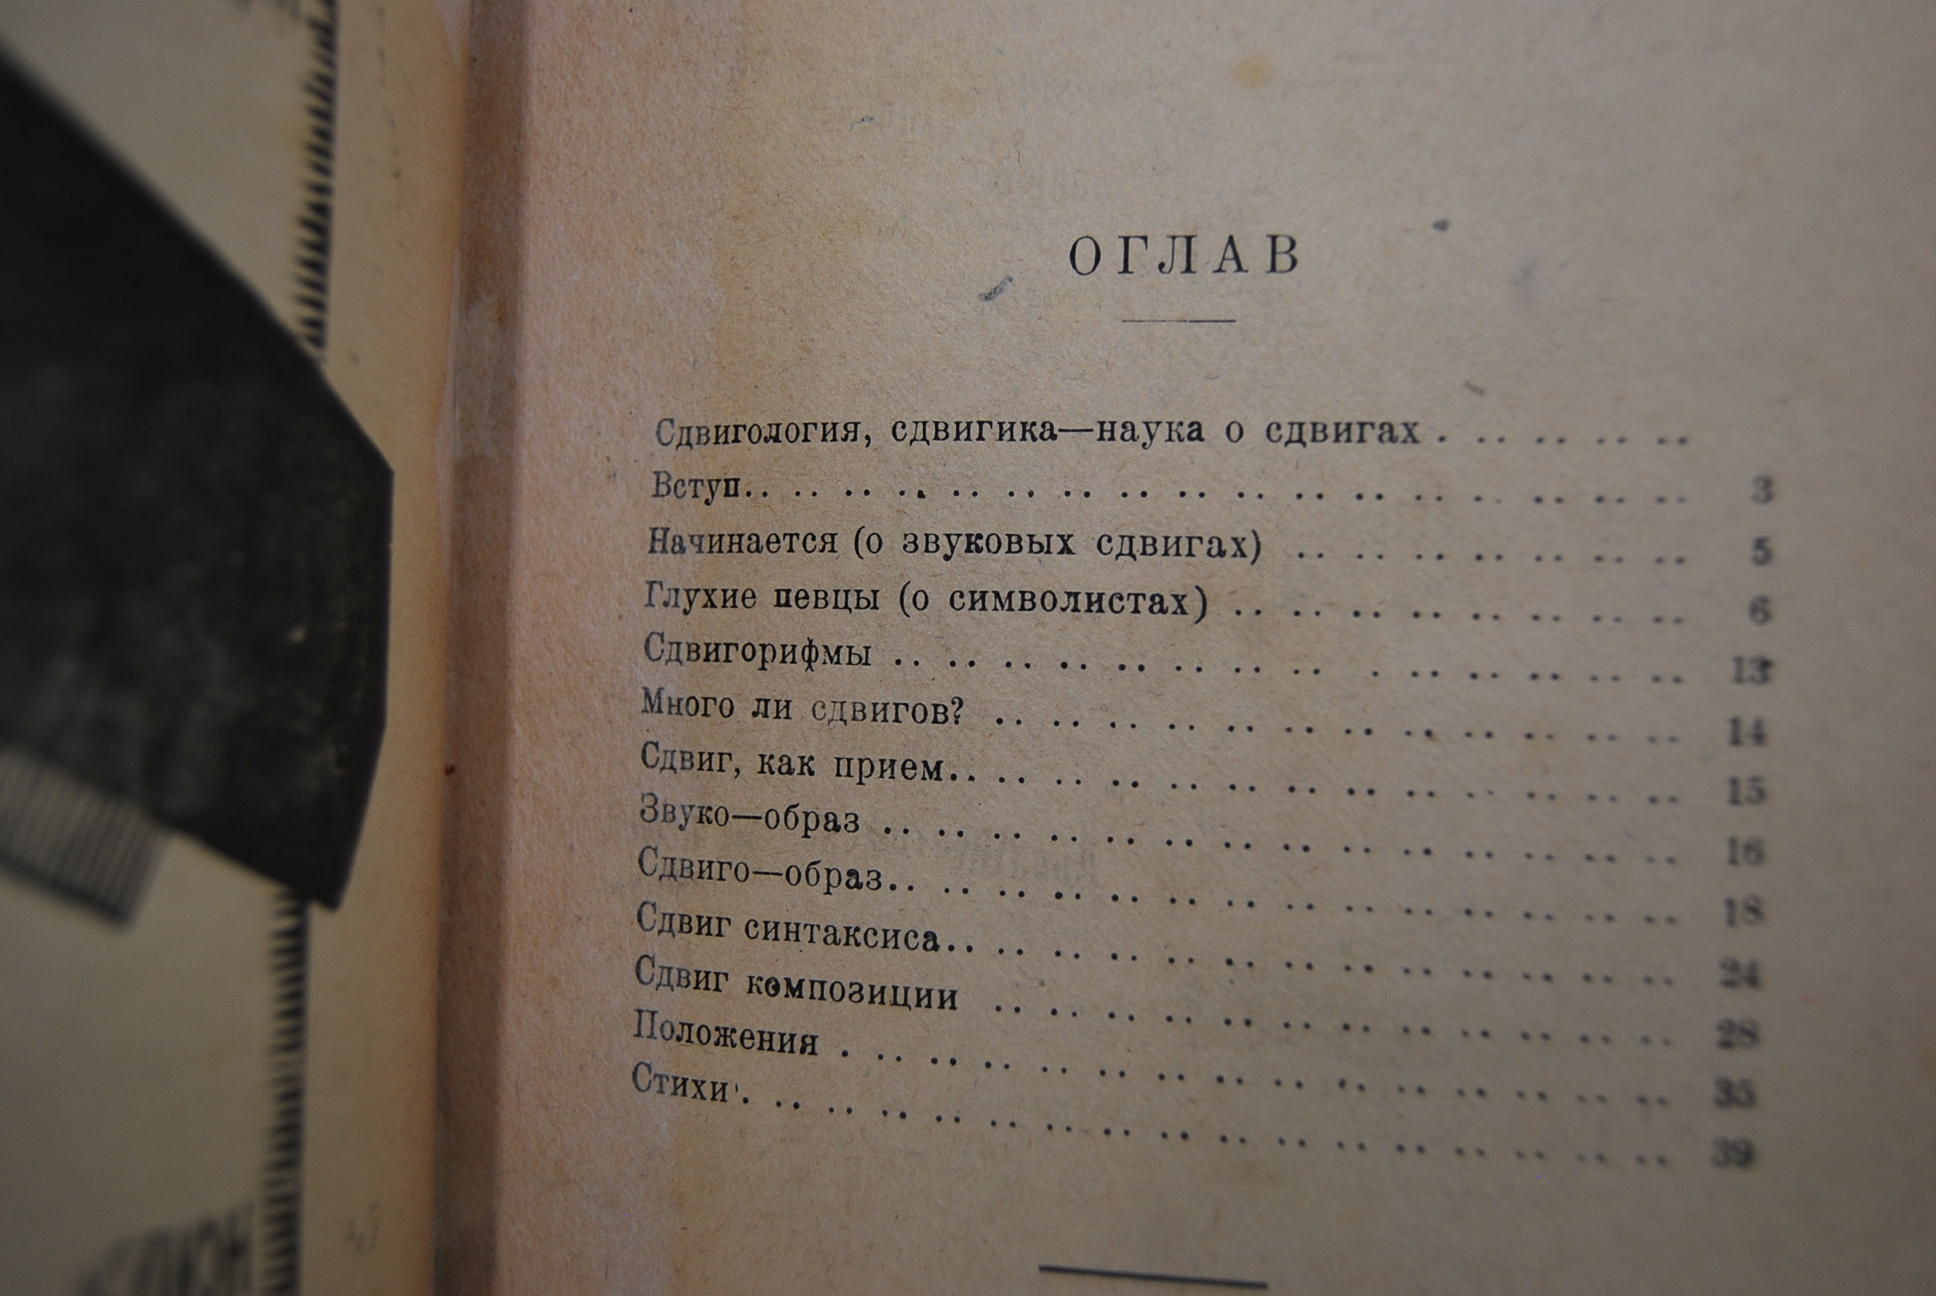 ОГЛАВ
Сдвигология, сдвигика—наука о сдвигах . .. .. .. ..
Вступ.. .. .. .. .. .. .. .. .. .. .. .. .. .. .. .. .. 3
Начинается (о звуковых сдвигах) .. .. .. .. .. .. .. 5
Глухие певцы (о символистах) .. .. .. .. .. .. .. .. 6
Сдвигорифмы .. .. .. .. .. .. .. .. . .. .. .. .. .. 13
Много ли сдвигов? .. .. .. .. .. .. .. .. .. .. .. .. 14
Сдвиг, как прием.. .. .. .. .. .. .. .. .. .. .. .. .. 15
Звуко—образ .. .. .. .. .. .. .. .. .. .. .. .. .. .. 16
Сдвиго—образ.. .. .. .. .. .. .. .. .. .. .. .. .. .. 18
Сдвиг синтаксиса.. .. .. .. .. .. .. .. .. .. .. .. .. 24
Сдвиг композиции .. .. .. .. .. .. .. .. .. .. .. .. 28
Положения . .. .. .. .. .. .. .. .. .. .. .. .. .. .. 35
Стихи . .. .. .. .. .. .. .. .. .. .. .. .. .. .. .. .. 39